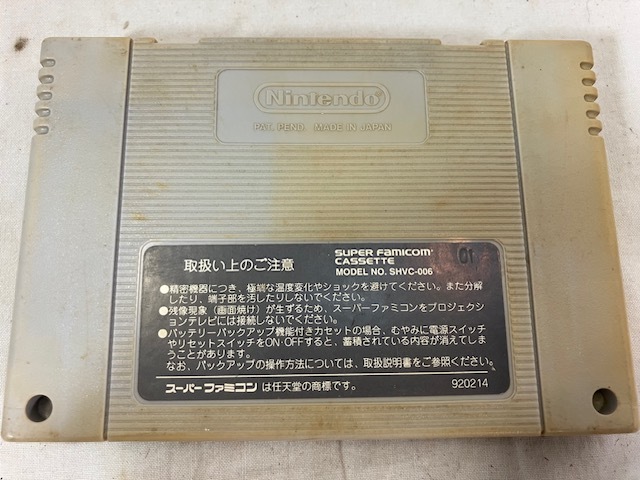 Nintendo
PAT. PEND. MADE IN JAPAN
取扱い上のご注意
SUPER FAMICOM
CASSETTE
MODEL NO. SHVC-006
01
●精密機器につき、極端な温度変化やショックを避けてください。また分解
したり、端子部を汚したりしないでください。
●残像現象（画面焼け）が生ずるため、スーパーファミコンをプロジェクシ
ョンテレビには接続しないでください。
●バッテリーバックアップ機能付きカセットの場合、むやみに電源スイッチ
やリセットスイッチをON・OFFすると、蓄積されている内容が消えてしま
うことがあります。
なお、バックアップの操作方法については、取扱説明書をご参照ください。
スーパーファミコンは任天堂の商標です。
920214